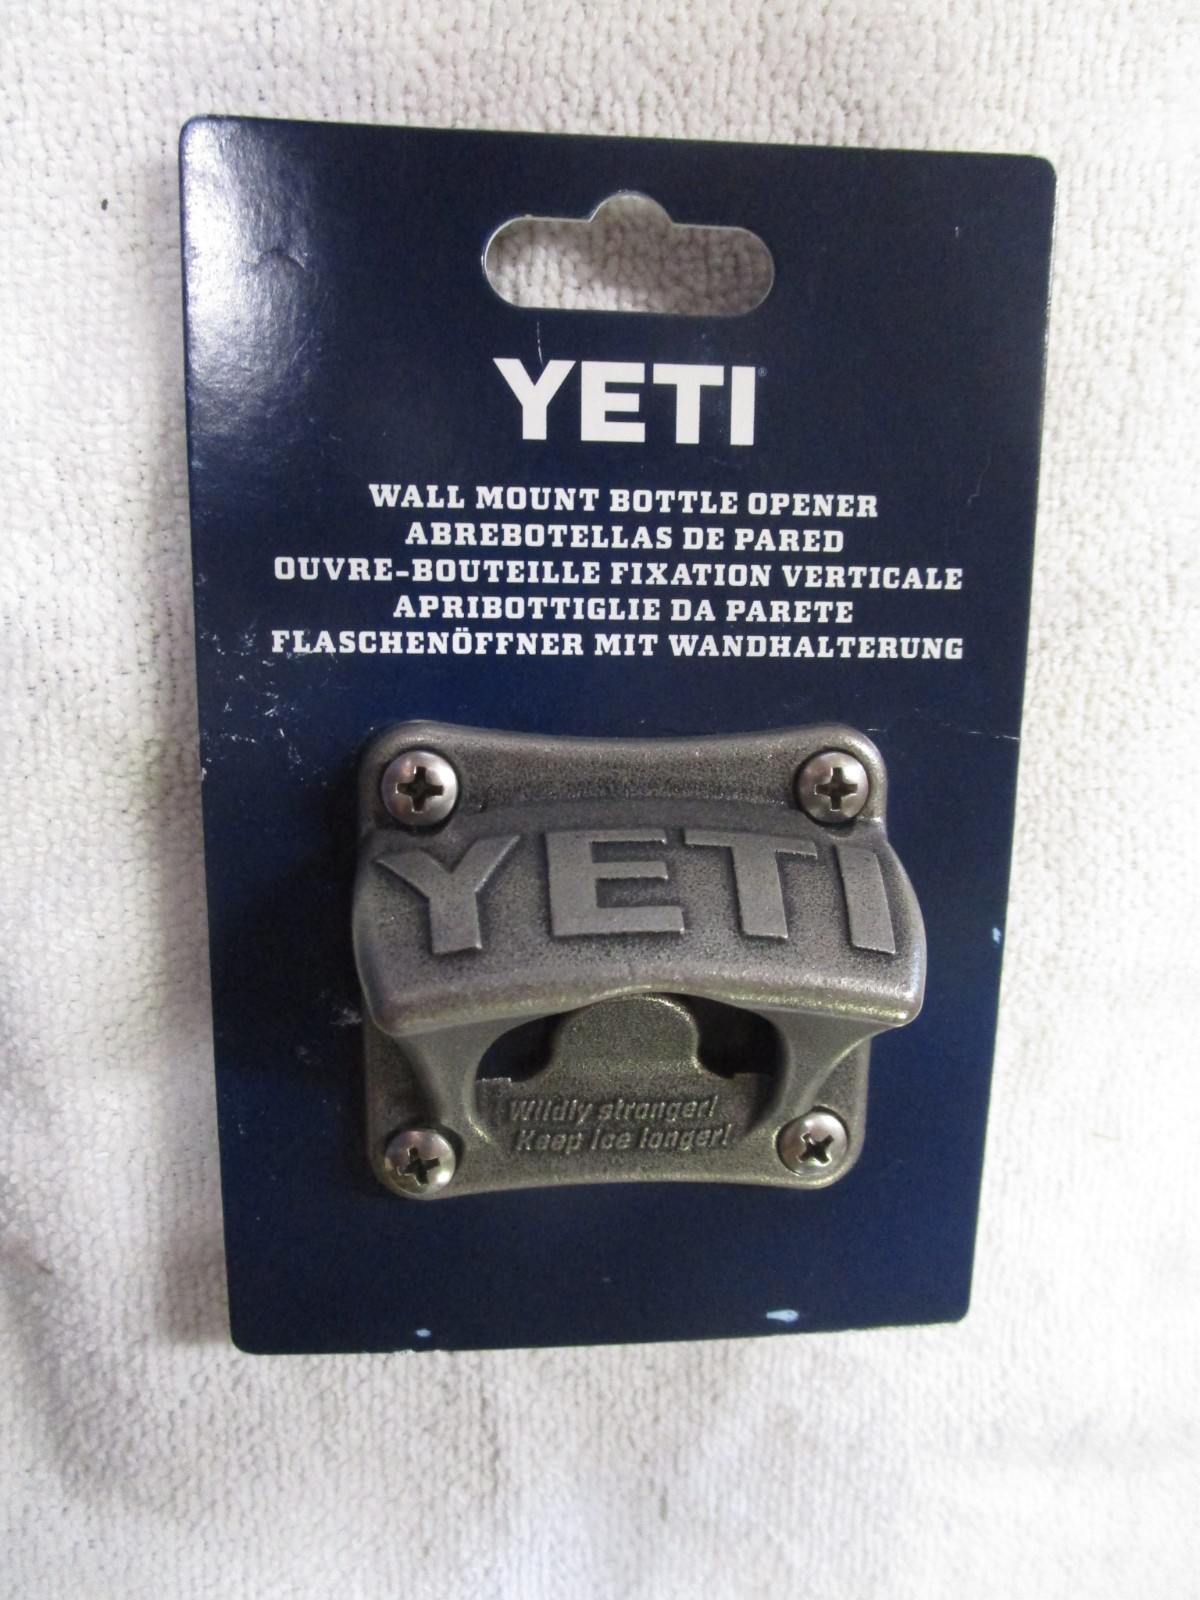 YETI®
WALL MOUNT BOTTLE OPENER
ABREBOTELLAS DE PARED
OUVRE-BOUTEILLE FIXATION VERTICALE
APRIBOTTIGLIE DA PARETE
FLASCHENÖFFNER MIT WANDHALTERUNG
YETI
Wildly stronger!
Keep ice longer!